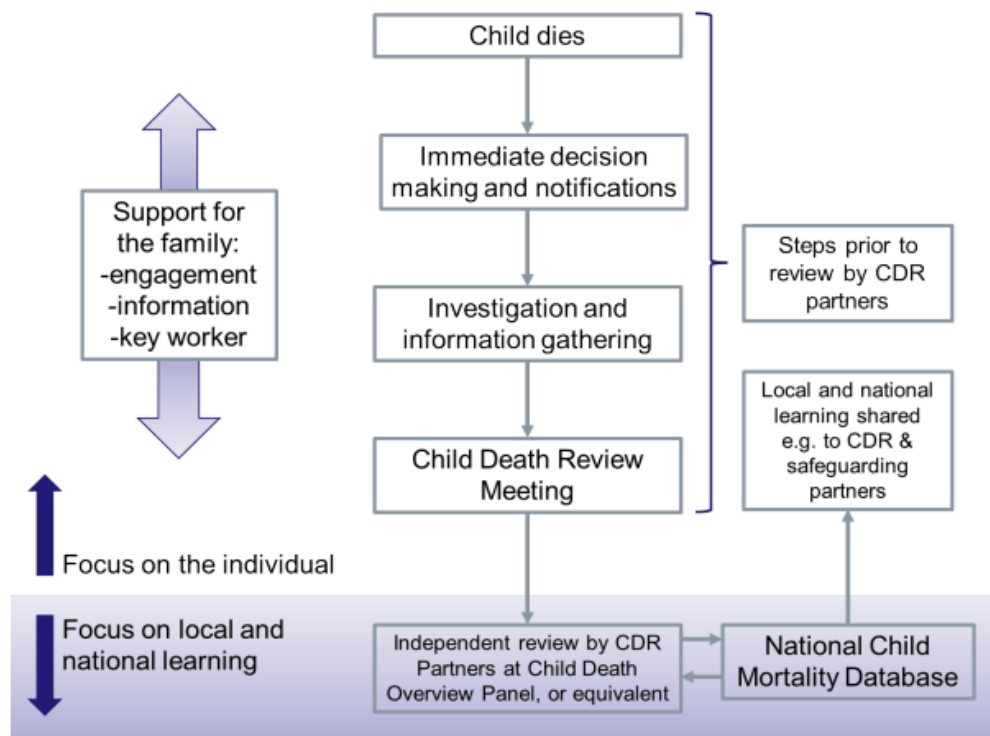 Child dies
Immediate decision
making and notifications
Support for
the family:
-engagement
-information
-key worker
Steps prior to
review by CDR
partners
Investigation and
information gathering
Local and national
learning shared
e.g. to CDR &
safeguarding
partners
Child Death Review
Meeting
Focus on the individual
Focus on local and
national learning
Independent review by CDR
Partners at Child Death
Overview Panel, or equivalent
National Child
Mortality Database